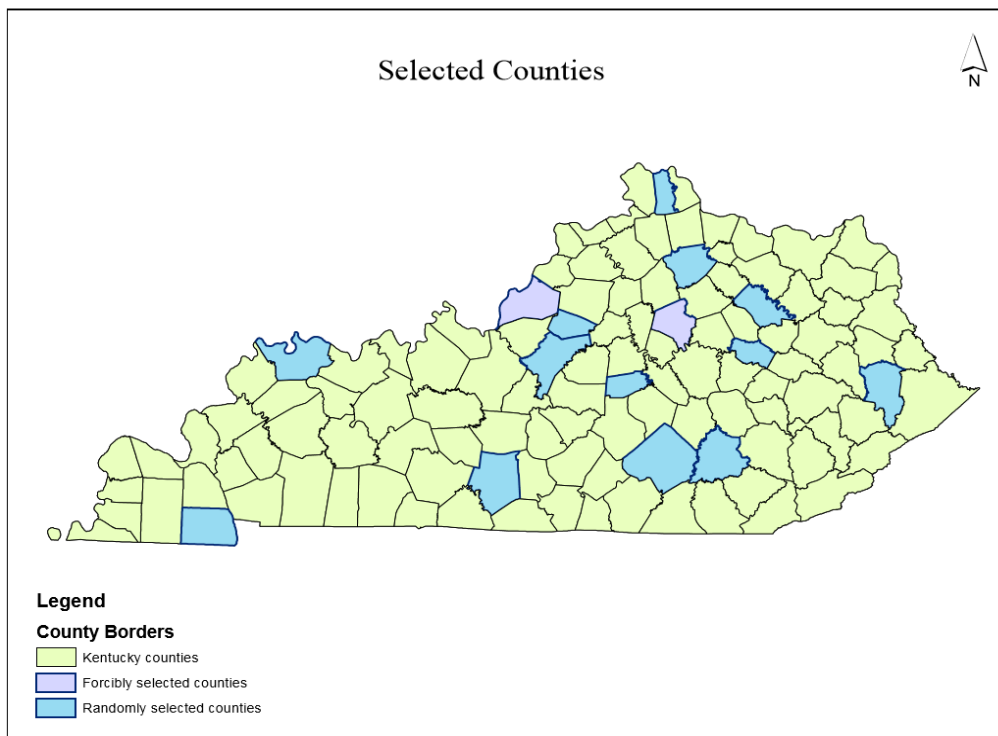 Selected Counties
N
Legend
County Borders
Kentucky counties
Forcibly selected counties
Randomly selected counties